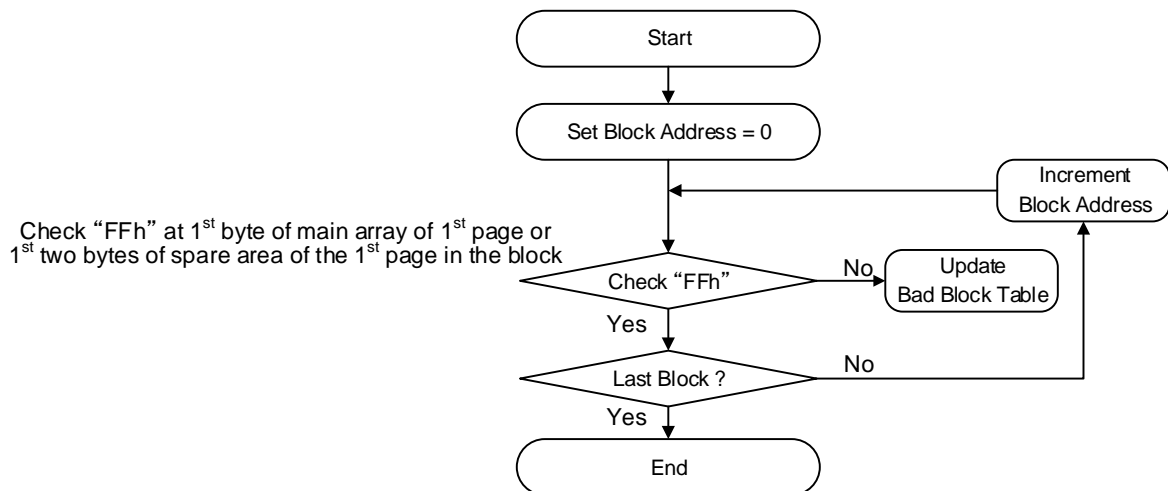 Start
Set Block Address = 0
Increment
Block Address
Check “FFh” at 1st byte of main array of 1st page or
1st two bytes of spare area of the 1st page in the block
Check “FFh”
No
Update
Bad Block Table
Yes
Last Block ?
No
Yes
End